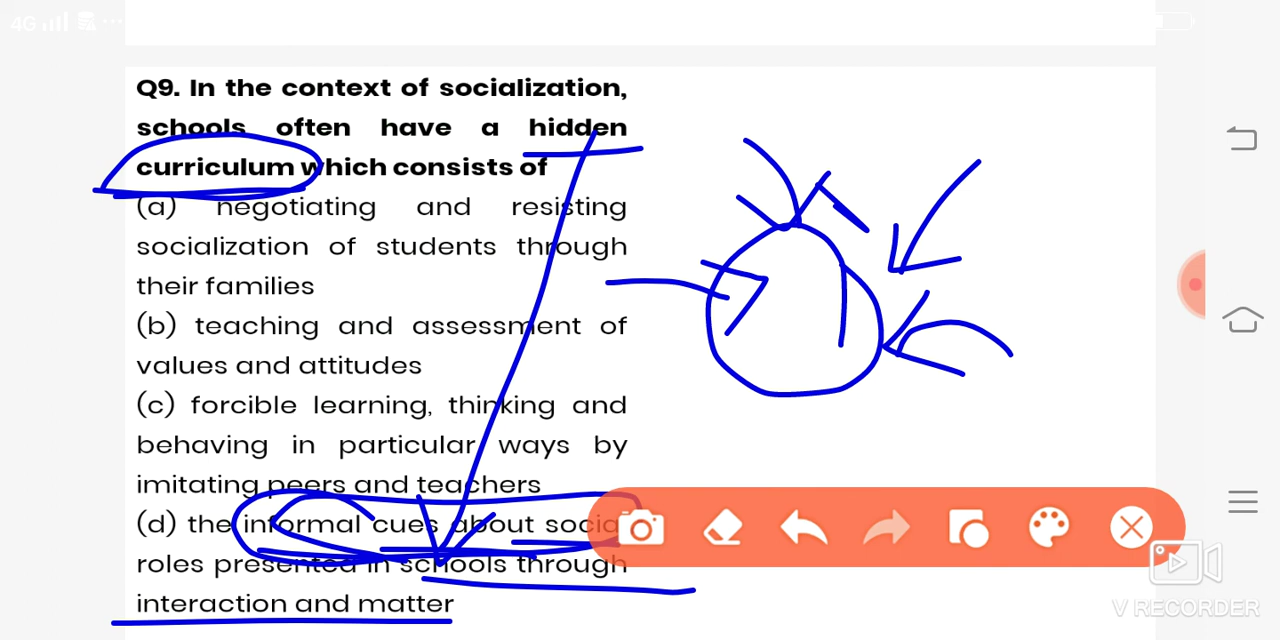 4G
Q9. In the context of socialization,
schools often have a hidden
curriculum which consists of
(a) negotiating and resisting
socialization of students through
their families
(b) teaching and assessment of
values and attitudes
(c) forcible learning, thinking and
behaving in particular ways by
imitating peers and teachers
(d) the informal cues about social
roles presented in schools through
interaction and matter
V RECORDER